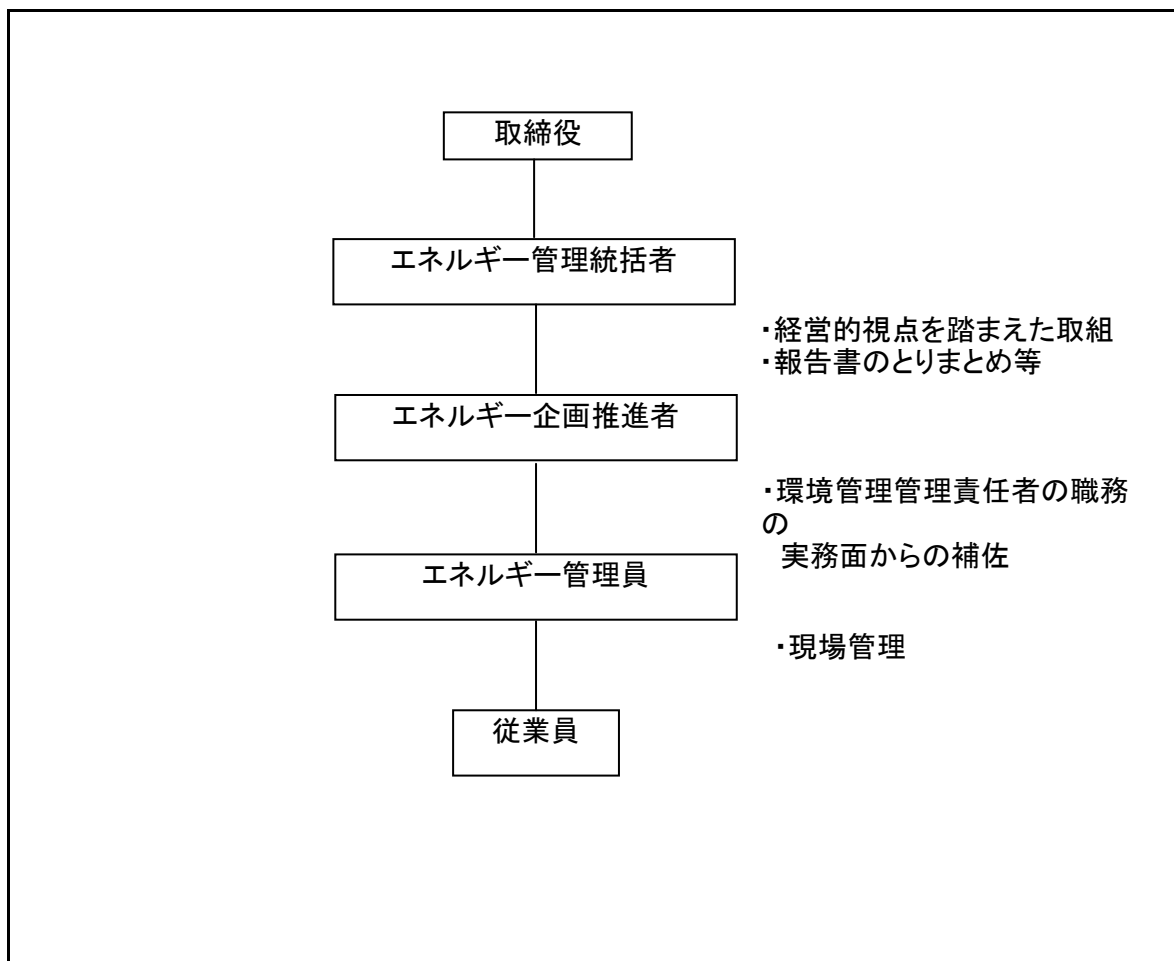 取締役
エネルギー管理統括者
・経営的視点を踏まえた取組
・報告書のとりまとめ等
エネルギー企画推進者
・環境管理管理責任者の職務
の
実務面からの補佐
エネルギー管理員
・現場管理
従業員